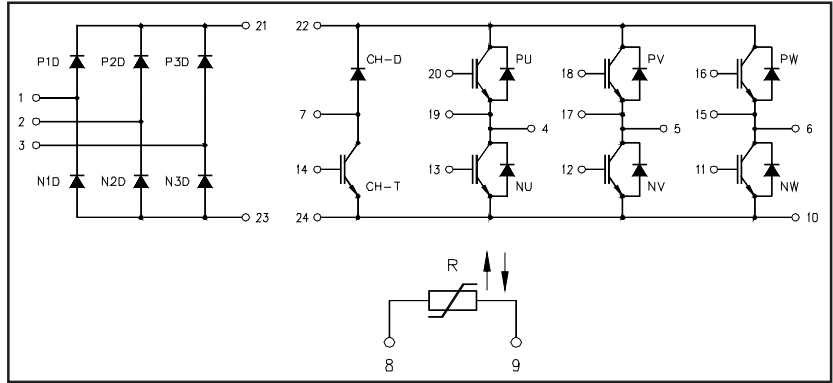 21 22
P1D P2D P3D CH-D PU PV PW
20 18 16
1
2 7 19 17 15
4 5 6
3
N1D N2D N3D 14 13 12 11
CH-T NU NV NW
23 24 10
R
8 9